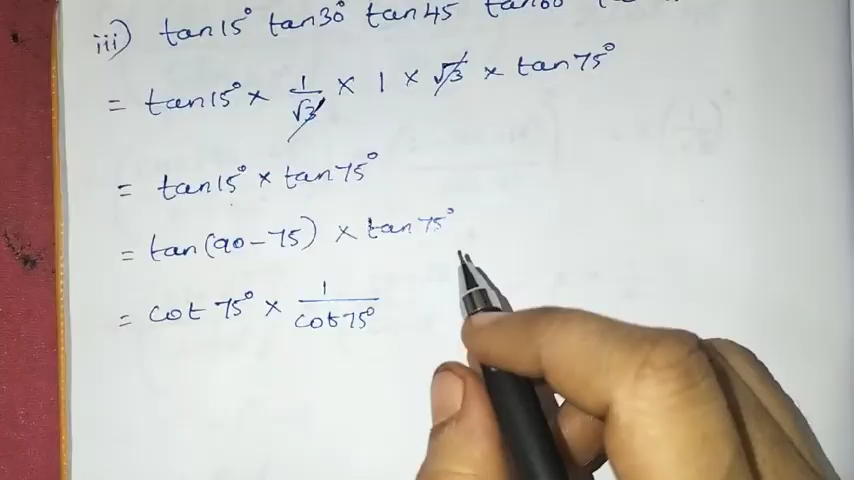 iii) tan15° tan30° tan45 tan60
= tan15° × 1/√3 × 1 × √3 × tan75°
= tan15° × tan75°
= tan(90-75) × tan75°
= cot 75° × 1/cot75°